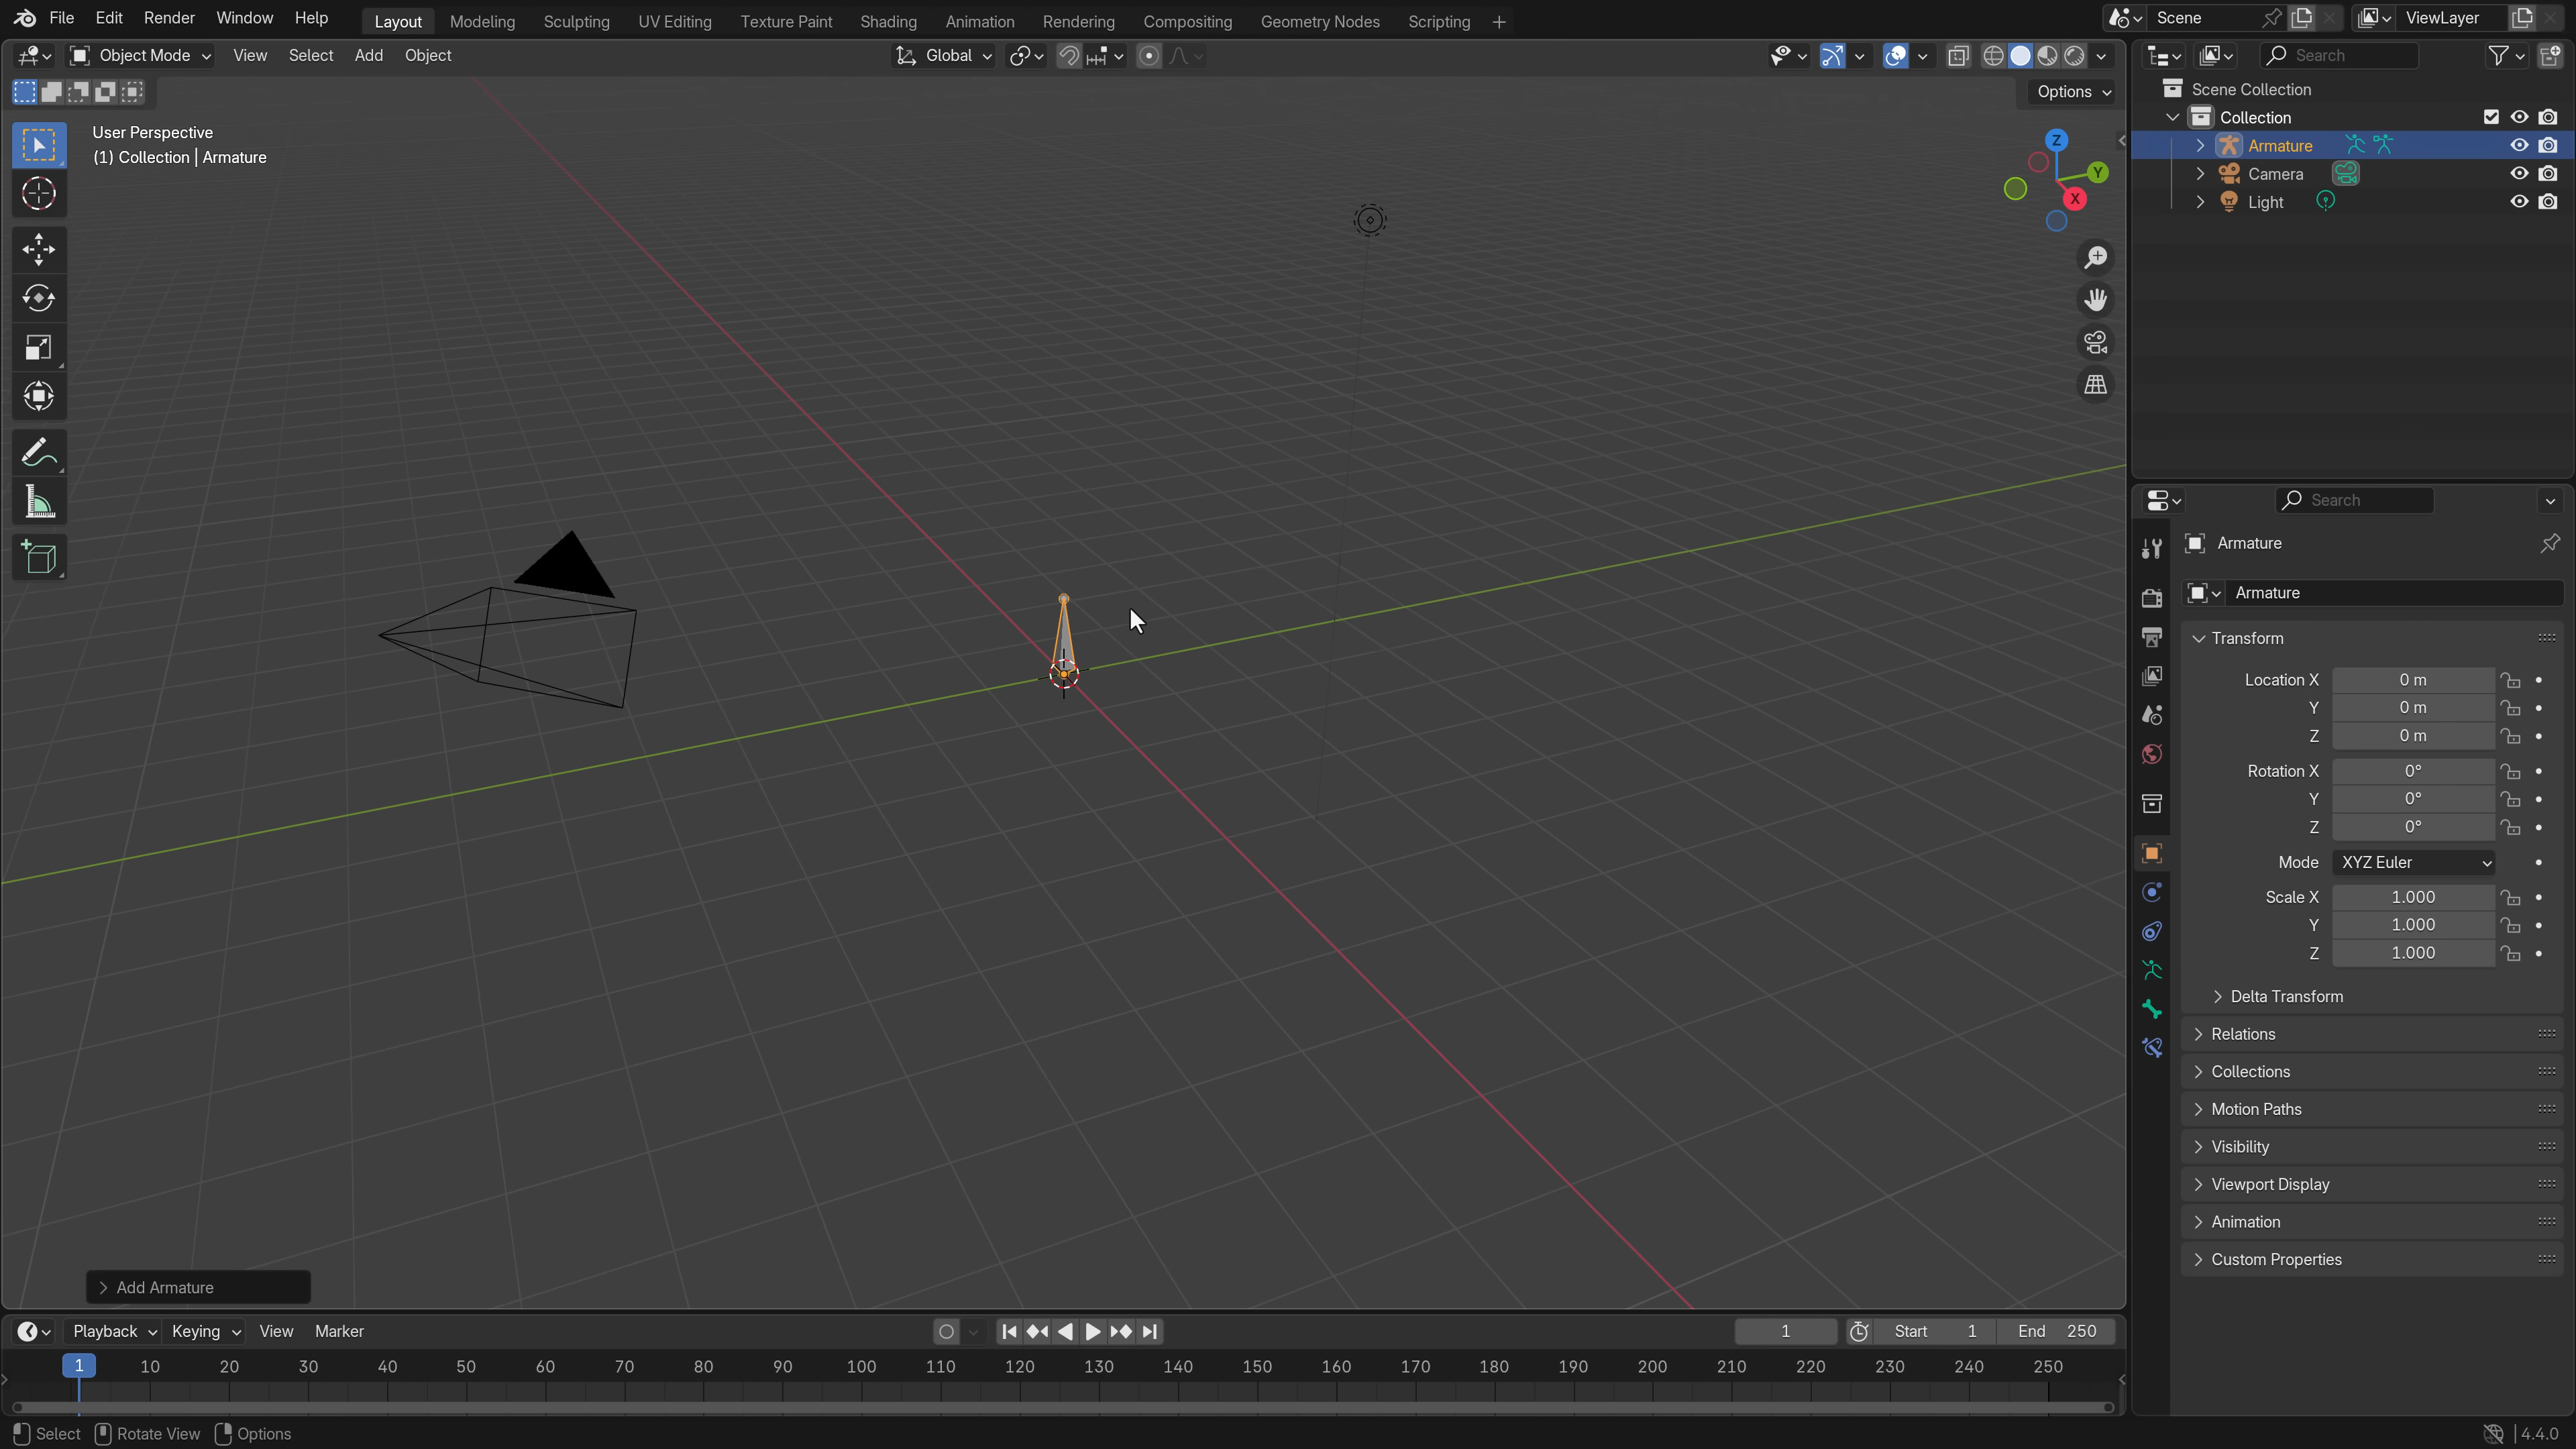 File Edit Render Window Help
Layout Modeling Sculpting UV Editing Texture Paint Shading Animation Rendering Compositing Geometry Nodes Scripting +
Scene
ViewLayer
Object Mode View Select Add Object
Global
Options
User Perspective
(1) Collection | Armature
Z
Y
X
Add Armature
Search
Scene Collection
Collection
Armature
Camera
Light
Search
Armature
Armature
Transform
Location X 0 m
Y 0 m
Z 0 m
Rotation X 0°
Y 0°
Z 0°
Mode XYZ Euler
Scale X 1.000
Y 1.000
Z 1.000
Delta Transform
Relations
Collections
Motion Paths
Visibility
Viewport Display
Animation
Custom Properties
Playback Keying View Marker
1 Start 1 End 250
1 10 20 30 40 50 60 70 80 90 100 110 120 130 140 150 160 170 180 190 200 210 220 230 240 250
Select Rotate View Options
4.4.0